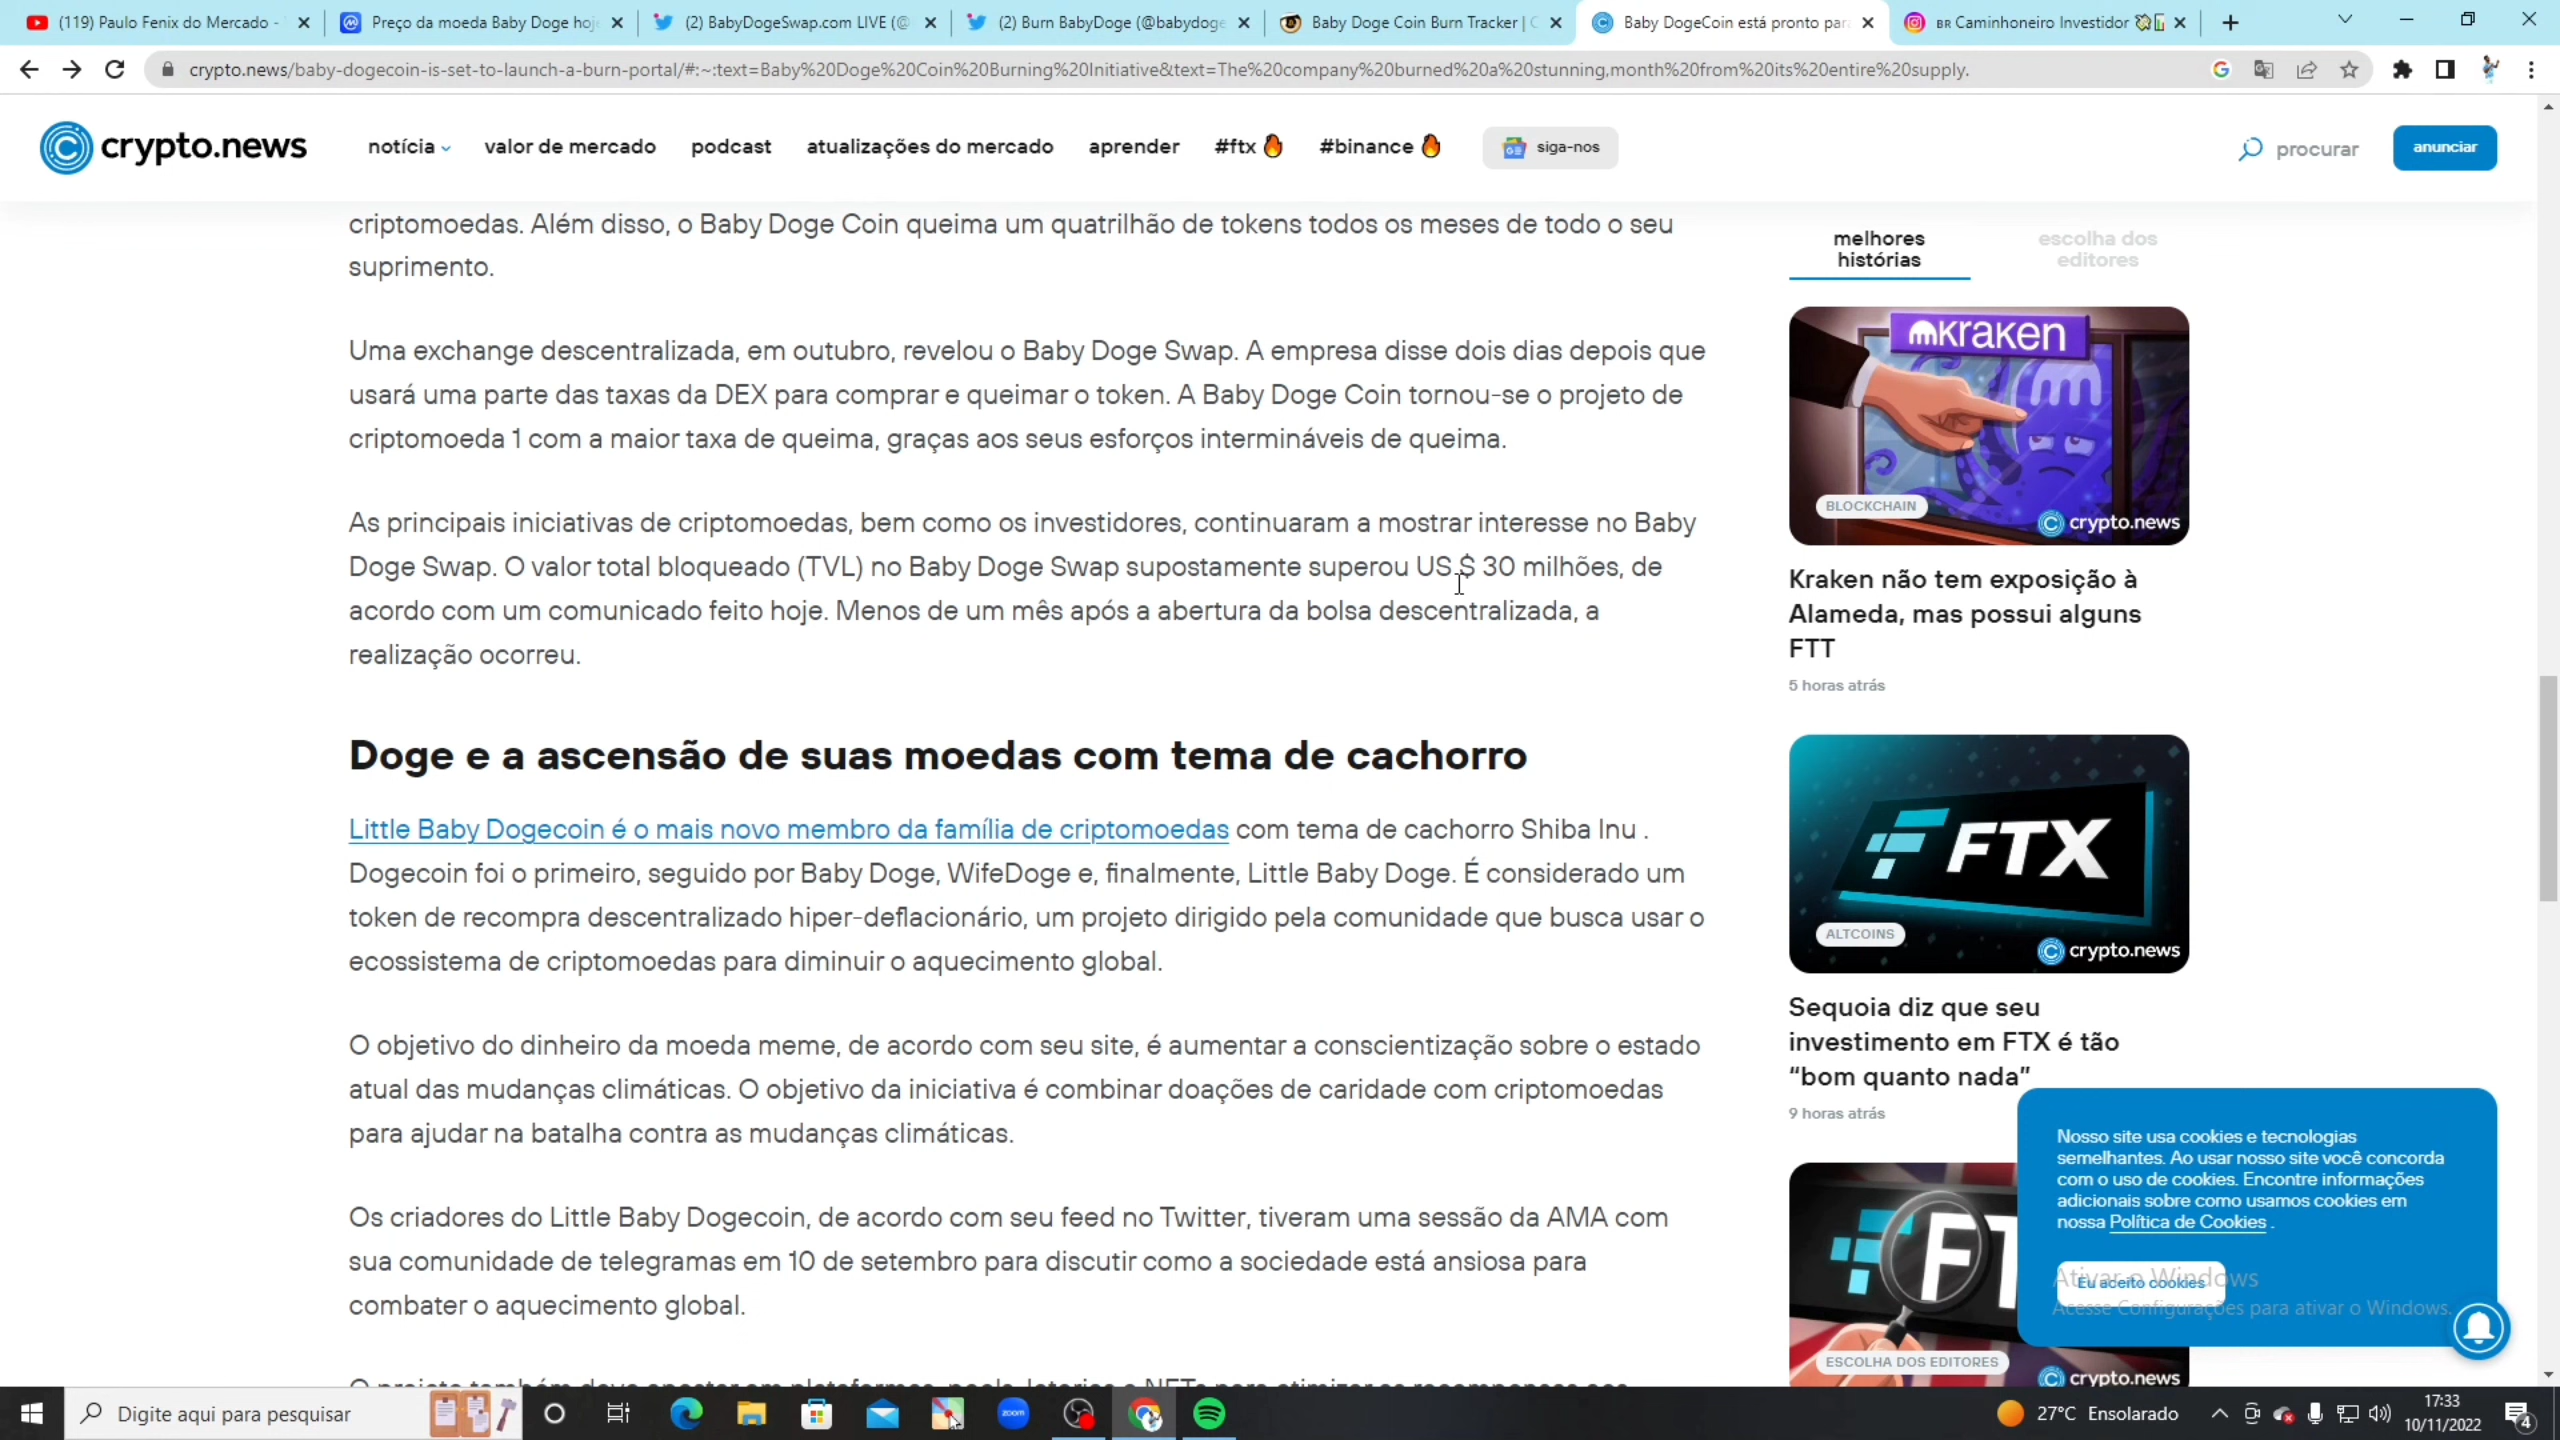 (119) Paulo Fenix do Mercado -
Preço da moeda Baby Doge hoj
(2) BabyDogeSwap.com LIVE (@
(2) Burn BabyDoge (@babydoge
Baby Doge Coin Burn Tracker | C
Baby DogeCoin está pronto par
BR Caminhoneiro Investidor
crypto.news/baby-dogecoin-is-set-to-launch-a-burn-portal/#:~:text=Baby%20Doge%20Coin%20Burning%20Initiative&text=The%20company%20burned%20a%20stunning,month%20from%20its%20entire%20supply.
crypto.news
notícia
valor de mercado
podcast
atualizações do mercado
aprender
#ftx
#binance
siga-nos
procurar
anunciar
criptomoedas. Além disso, o Baby Doge Coin queima um quatrilhão de tokens todos os meses de todo o seu
suprimento.
Uma exchange descentralizada, em outubro, revelou o Baby Doge Swap. A empresa disse dois dias depois que
usará uma parte das taxas da DEX para comprar e queimar o token. A Baby Doge Coin tornou-se o projeto de
criptomoeda 1 com a maior taxa de queima, graças aos seus esforços intermináveis de queima.
As principais iniciativas de criptomoedas, bem como os investidores, continuaram a mostrar interesse no Baby
Doge Swap. O valor total bloqueado (TVL) no Baby Doge Swap supostamente superou US $ 30 milhões, de
acordo com um comunicado feito hoje. Menos de um mês após a abertura da bolsa descentralizada, a
realização ocorreu.
Doge e a ascensão de suas moedas com tema de cachorro
Little Baby Dogecoin é o mais novo membro da família de criptomoedas com tema de cachorro Shiba Inu .
Dogecoin foi o primeiro, seguido por Baby Doge, WifeDoge e, finalmente, Little Baby Doge. É considerado um
token de recompra descentralizado hiper-deflacionário, um projeto dirigido pela comunidade que busca usar o
ecossistema de criptomoedas para diminuir o aquecimento global.
O objetivo do dinheiro da moeda meme, de acordo com seu site, é aumentar a conscientização sobre o estado
atual das mudanças climáticas. O objetivo da iniciativa é combinar doações de caridade com criptomoedas
para ajudar na batalha contra as mudanças climáticas.
Os criadores do Little Baby Dogecoin, de acordo com seu feed no Twitter, tiveram uma sessão da AMA com
sua comunidade de telegramas em 10 de setembro para discutir como a sociedade está ansiosa para
combater o aquecimento global.
melhores
histórias
escolha dos
editores
mkraken
BLOCKCHAIN
crypto.news
Kraken não tem exposição à
Alameda, mas possui alguns
FTT
5 horas atrás
FTX
ALTCOINS
crypto.news
Sequoia diz que seu
investimento em FTX é tão
“bom quanto nada”
9 horas atrás
FT
ESCOLHA DOS EDITORES
crypto.news
Nosso site usa cookies e tecnologias
semelhantes. Ao usar nosso site você concorda
com o uso de cookies. Encontre informações
adicionais sobre como usamos cookies em
nossa Política de Cookies .
Eu aceito cookies
Ativar o Windows
Acesse Configurações para ativar o Windows.
Digite aqui para pesquisar
zoom
27°C Ensolarado
17:33
10/11/2022
4